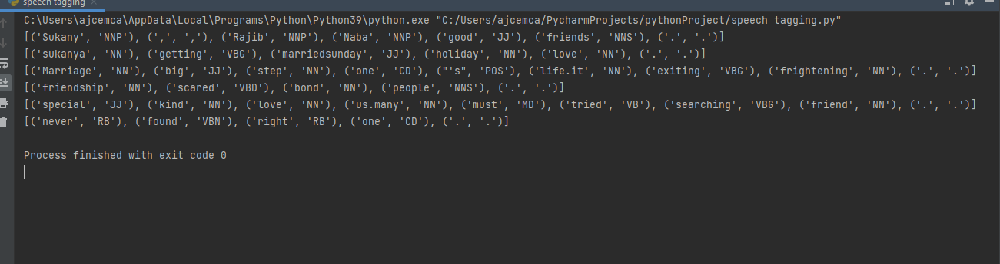 speech tagging ×
C:\Users\ajcemca\AppData\Local\Programs\Python\Python39\python.exe "C:/Users/ajcemca/PycharmProjects/pythonProject/speech tagging.py"
[('Sukany', 'NNP'), (',', ','), ('Rajib', 'NNP'), ('Naba', 'NNP'), ('good', 'JJ'), ('friends', 'NNS'), ('.', '.')]
[('sukanya', 'NN'), ('getting', 'VBG'), ('marriedsunday', 'JJ'), ('holiday', 'NN'), ('love', 'NN'), ('.', '.')]
[('Marriage', 'NN'), ('big', 'JJ'), ('step', 'NN'), ('one', 'CD'), ("'s", 'POS'), ('life.it', 'NN'), ('exiting', 'VBG'), ('frightening', 'NN'), ('.', '.')]
[('friendship', 'NN'), ('scared', 'VBD'), ('bond', 'NN'), ('people', 'NNS'), ('.', '.')]
[('special', 'JJ'), ('kind', 'NN'), ('love', 'NN'), ('us.many', 'NN'), ('must', 'MD'), ('tried', 'VB'), ('searching', 'VBG'), ('friend', 'NN'), ('.', '.')]
[('never', 'RB'), ('found', 'VBN'), ('right', 'RB'), ('one', 'CD'), ('.', '.')]
Process finished with exit code 0